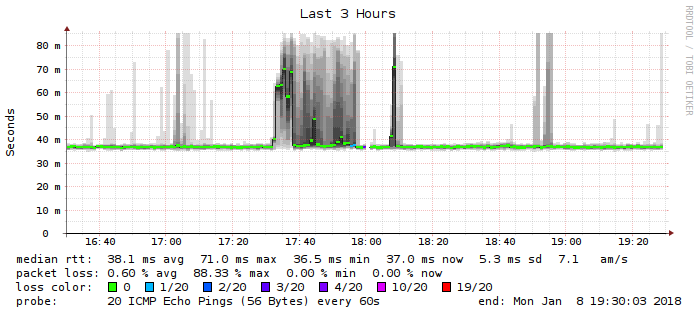 Last 3 Hours
RRDTOOL / TOBI OETIKER
Seconds
80 m
70 m
60 m
50 m
40 m
30 m
20 m
10 m
0
16:40 17:00 17:20 17:40 18:00 18:20 18:40 19:00 19:20
median rtt: 38.1 ms avg 71.0 ms max 36.5 ms min 37.0 ms now 5.3 ms sd 7.1 am/s
packet loss: 0.60 % avg 88.33 % max 0.00 % min 0.00 % now
loss color: 0 1/20 2/20 3/20 4/20 10/20 19/20
probe: 20 ICMP Echo Pings (56 Bytes) every 60s end: Mon Jan 8 19:30:03 2018